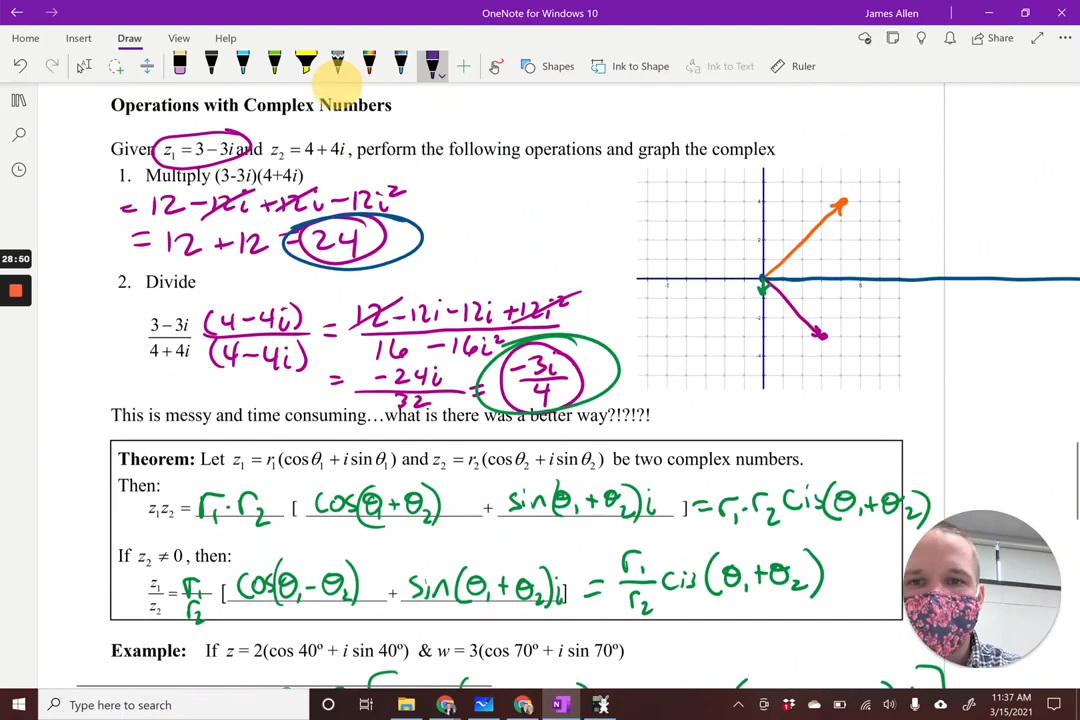 OneNote for Windows 10
James Allen
Home Insert Draw View Help
Share
Shapes Ink to Shape Ink to Text Ruler
Operations with Complex Numbers
Given z₁ = 3 − 3i and z₂ = 4 + 4i, perform the following operations and graph the complex
1. Multiply (3-3i)(4+4i)
= 12 - 12i + 12i - 12i²
= 12 + 12 = 24
28:50
2. Divide
(3 − 3i)/(4 + 4i) (4-4i)/(4-4i) = (12 - 12i - 12i + 12i²)/(16 - 16i²)
= -24i/32 = -3i/4
This is messy and time consuming…what is there was a better way?!?!?!
Theorem: Let z₁ = r₁(cos θ₁ + i sin θ₁) and z₂ = r₂(cos θ₂ + i sin θ₂) be two complex numbers.
Then:
z₁z₂ = r₁·r₂ [ cos(θ₁+θ₂) + sin(θ₁+θ₂)i ] = r₁·r₂ Cis(θ₁+θ₂)
If z₂ ≠ 0, then:
z₁/z₂ = r₁/r₂ [ cos(θ₁-θ₂) + sin(θ₁+θ₂)i ] = r₁/r₂ cis(θ₁+θ₂)
Example: If z = 2(cos 40º + i sin 40º) & w = 3(cos 70º + i sin 70º)
Type here to search
11:37 AM
3/15/2021